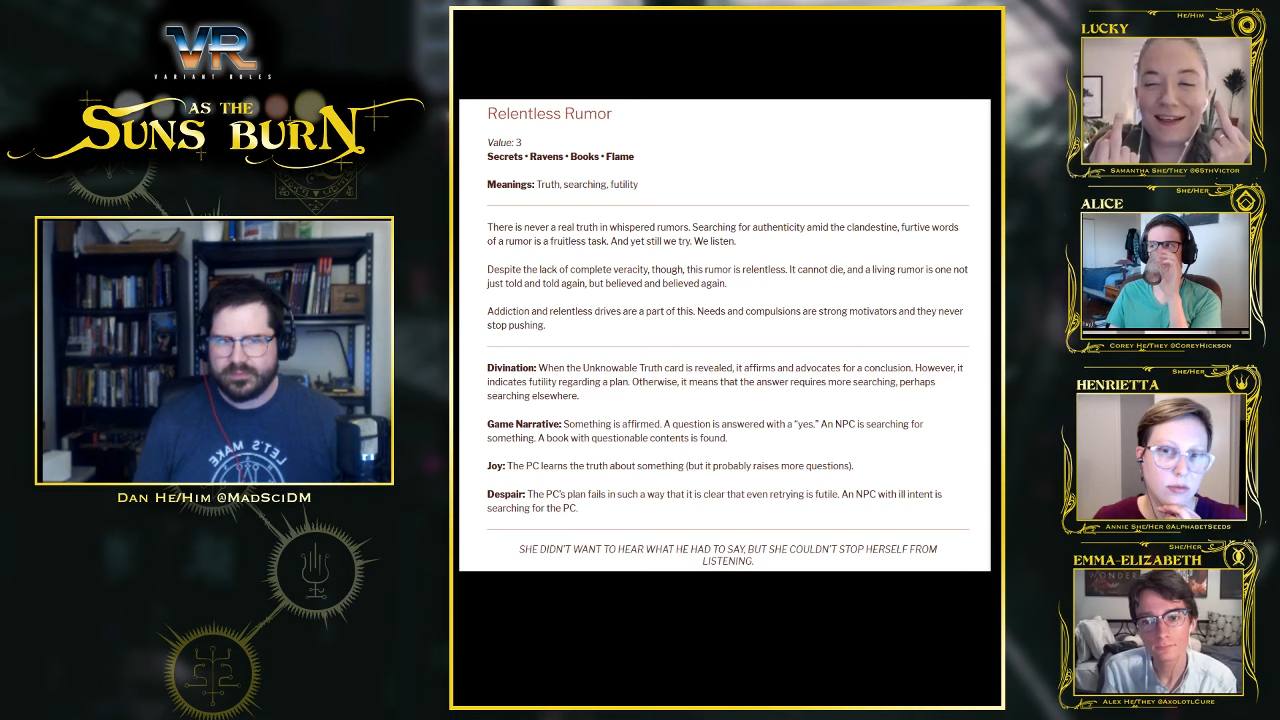 VR
VARIANT RULES
AS THE
SUNS BURN
LET'S MAKE
DAN HE/HIM @MADSCIDM
Relentless Rumor
Value: 3
Secrets • Ravens • Books • Flame
Meanings: Truth, searching, futility
There is never a real truth in whispered rumors. Searching for authenticity amid the clandestine, furtive words
of a rumor is a fruitless task. And yet still we try. We listen.
Despite the lack of complete veracity, though, this rumor is relentless. It cannot die, and a living rumor is one not
just told and told again, but believed and believed again.
Addiction and relentless drives are a part of this. Needs and compulsions are strong motivators and they never
stop pushing.
Divination: When the Unknowable Truth card is revealed, it affirms and advocates for a conclusion. However, it
indicates futility regarding a plan. Otherwise, it means that the answer requires more searching, perhaps
searching elsewhere.
Game Narrative: Something is affirmed. A question is answered with a “yes.” An NPC is searching for
something. A book with questionable contents is found.
Joy: The PC learns the truth about something (but it probably raises more questions).
Despair: The PC’s plan fails in such a way that it is clear that even retrying is futile. An NPC with ill intent is
searching for the PC.
SHE DIDN’T WANT TO HEAR WHAT HE HAD TO SAY, BUT SHE COULDN’T STOP HERSELF FROM
LISTENING.
HE/HIM
LUCKY
SAMANTHA SHE/THEY @65THVICTOR
SHE/HER
ALICE
COREY HE/THEY @COREYHICKSON
SHE/HER
HENRIETTA
ANNIE SHE/HER @ALPHABETSEEDS
SHE/HER
EMMA-ELIZABETH
WONDER
ALEX HE/THEY @AXOLOTLCURE